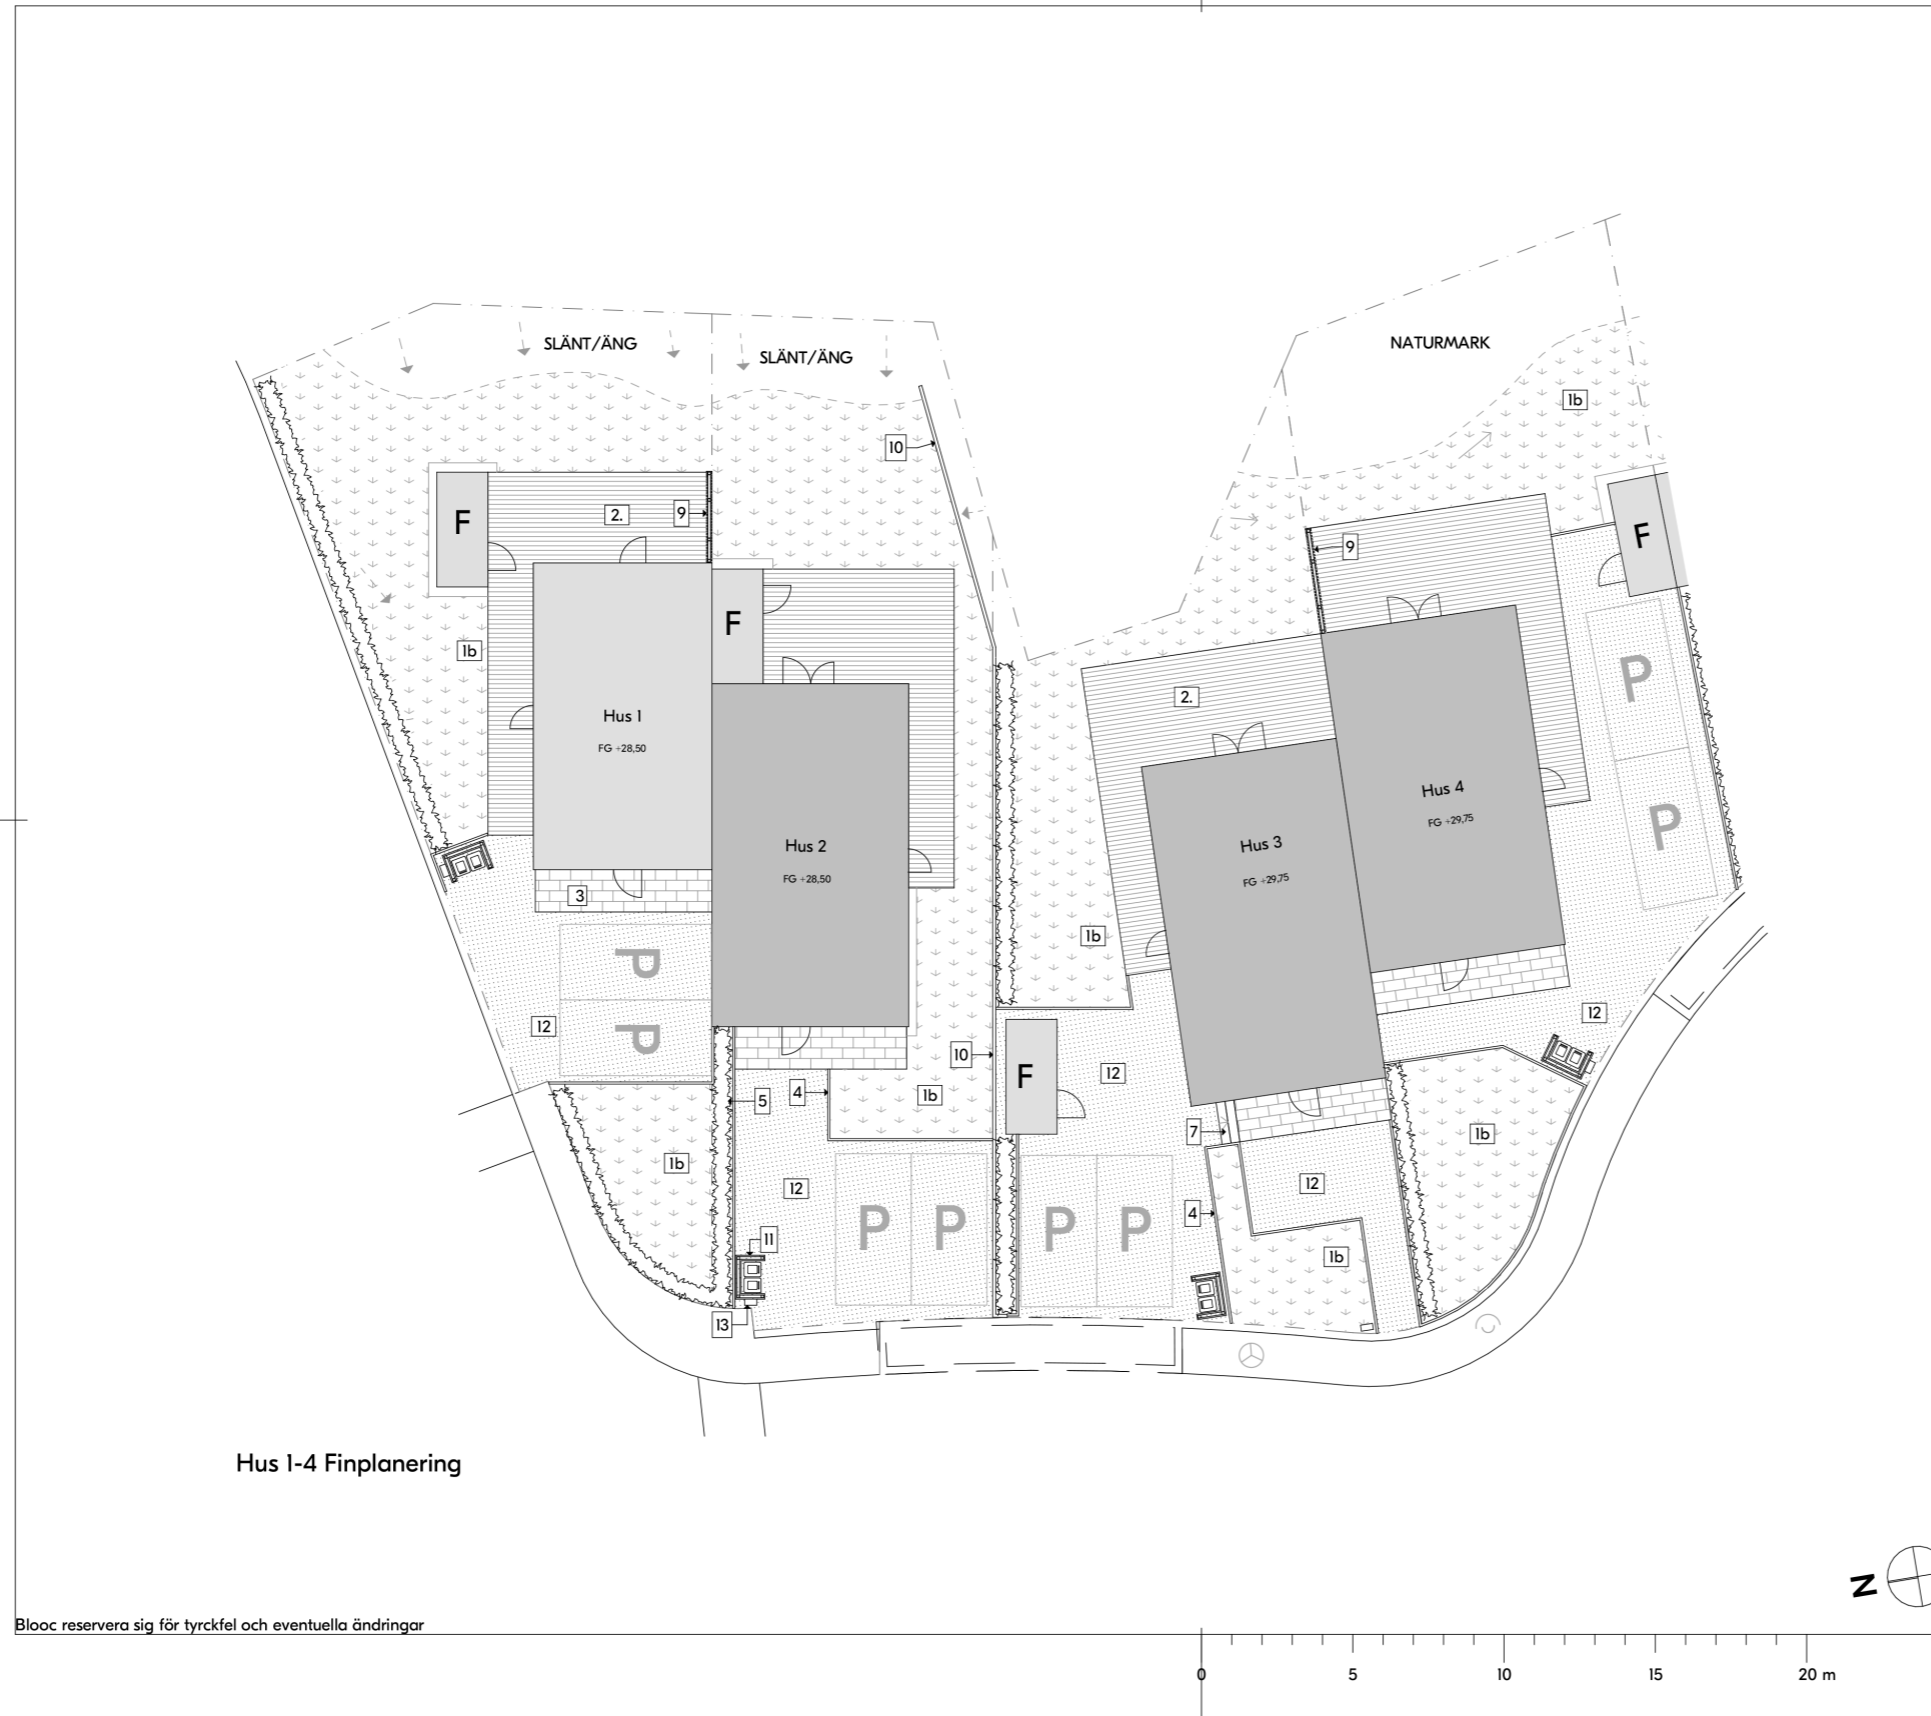 SLÄNT/ÄNG
SLÄNT/ÄNG
NATURMARK
1b
10
F
2.
9
9
F
1b
F
P
2.
Hus 1
FG +28,50
Hus 4
FG +29,75
P
Hus 2
FG +28,50
Hus 3
FG +29,75
3
1b
P
12
P
12
10
F
12
4
1b
5
7
1b
1b
12
12
4
P
P
P
P
11
1b
13
Hus 1-4 Finplanering
N
Blooc reservera sig för tyrckfel och eventuella ändringar
0 5 10 15 20 m